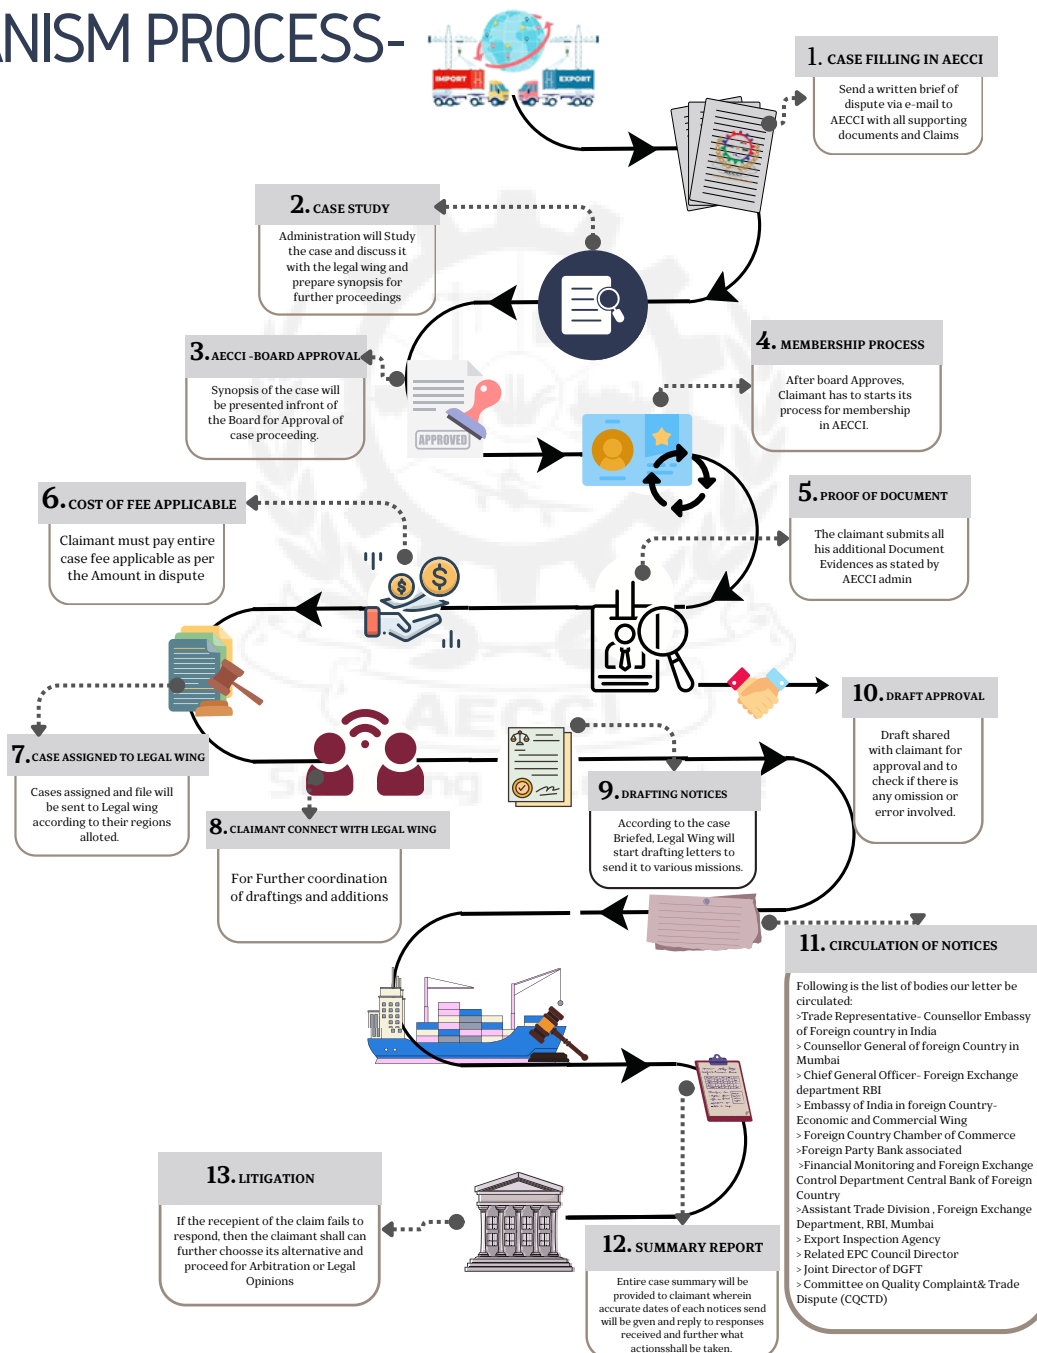 ANISM PROCESS-
IMPORT
EXPORT
1. CASE FILLING IN AECCI
Send a written brief of
dispute via e-mail to
AECCI with all supporting
documents and Claims
2. CASE STUDY
Administration will Study
the case and discuss it
with the legal wing and
prepare synopsis for
further proceedings
3. AECCI -BOARD APPROVAL
Synopsis of the case will
be presented infront of
the Board for Approval of
case proceeding.
APPROVED
4. MEMBERSHIP PROCESS
After board Approves,
Claimant has to starts its
process for membership
in AECCI.
5. PROOF OF DOCUMENT
The claimant submits all
his additional Document
Evidences as stated by
AECCI admin
6. COST OF FEE APPLICABLE
Claimant must pay entire
case fee applicable as per
the Amount in dispute
7. CASE ASSIGNED TO LEGAL WING
Cases assigned and file will
be sent to Legal wing
according to their regions
alloted.
8. CLAIMANT CONNECT WITH LEGAL WING
For Further coordination
of draftings and additions
9. DRAFTING NOTICES
According to the case
Briefed, Legal Wing will
start drafting letters to
send it to various missions.
10. DRAFT APPROVAL
Draft shared
with claimant for
approval and to
check if there is
any omission or
error involved.
AECCI
11. CIRCULATION OF NOTICES
Following is the list of bodies our letter be
circulated:
>Trade Representative- Counsellor Embassy
of Foreign country in India
> Counsellor General of foreign Country in
Mumbai
> Chief General Officer- Foreign Exchange
department RBI
> Embassy of India in foreign Country-
Economic and Commercial Wing
> Foreign Country Chamber of Commerce
>Foreign Party Bank associated
>Financial Monitoring and Foreign Exchange
Control Department Central Bank of Foreign
Country
>Assistant Trade Division , Foreign Exchange
Department, RBI, Mumbai
> Export Inspection Agency
> Related EPC Council Director
> Joint Director of DGFT
> Committee on Quality Complaint& Trade
Dispute (CQCTD)
12. SUMMARY REPORT
Entire case summary will be
provided to claimant wherein
accurate dates of each notices send
will be gven and reply to responses
received and further what
actionsshall be taken.
13. LITIGATION
If the recepient of the claim fails to
respond, then the claimant shall can
further choosse its alternative and
proceed for Arbitration or Legal
Opinions